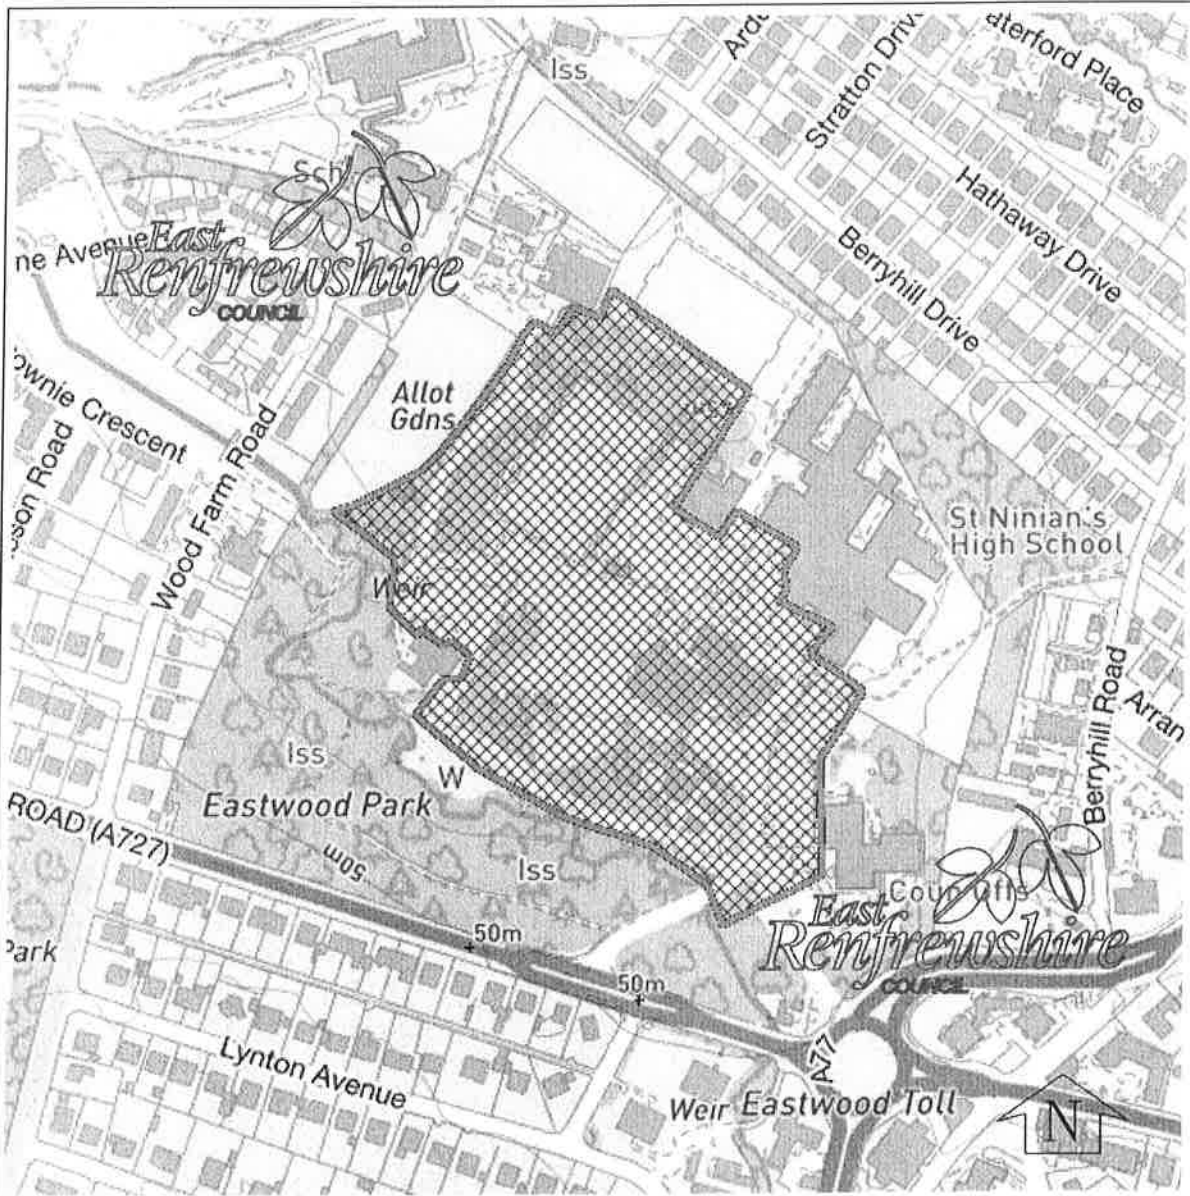 Iss
Stratton Drive
aterford Place
Hathaway Drive
Berryhill Drive
Sch
ne Avenue
East
Renfrewshire
COUNCIL
ownie Crescent
son Road
Wood Farm Road
Allot
Gdns
Weir
St Ninian's
High School
Berryhill Road
Arran
Iss
W
Eastwood Park
ROAD (A727)
50m
Iss
Park
50m
50m
Lynton Avenue
East
Renfrewshire
COUNCIL
A77
Weir
Eastwood Toll
N